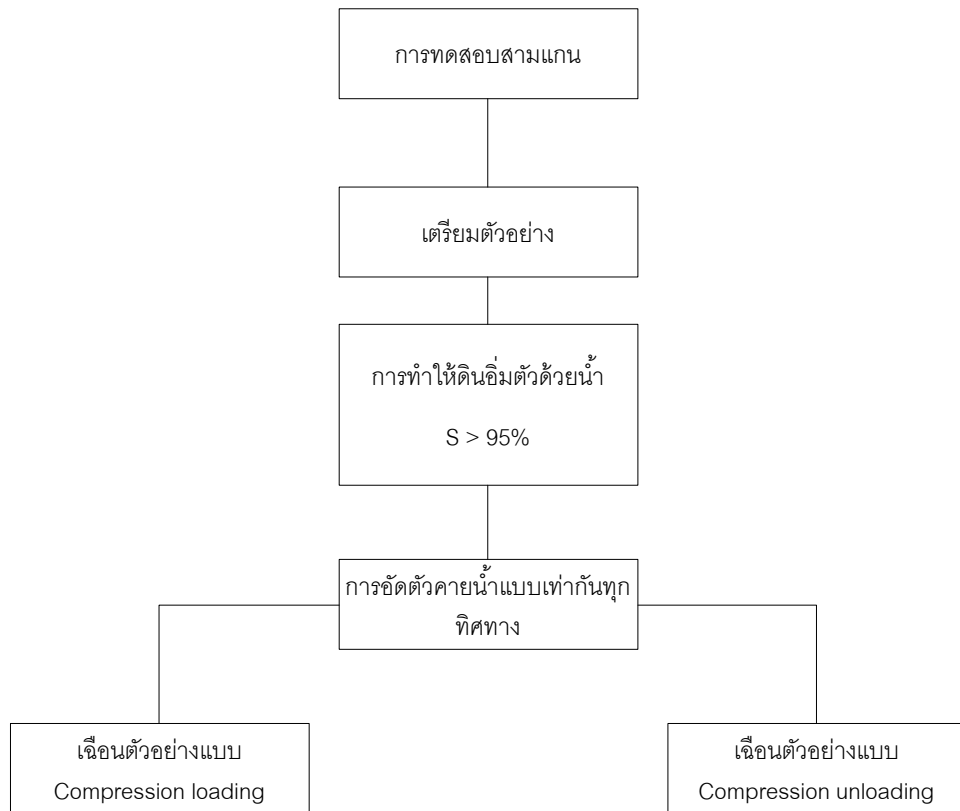 การทดสอบสามแกน
เตรียมตัวอย่าง
การทำให้ดินอิ่มตัวด้วยน้ำ
S > 95%
การอัดตัวคายน้ำแบบเท่ากันทุก
ทิศทาง
เฉือนตัวอย่างแบบ
Compression loading
เฉือนตัวอย่างแบบ
Compression unloading